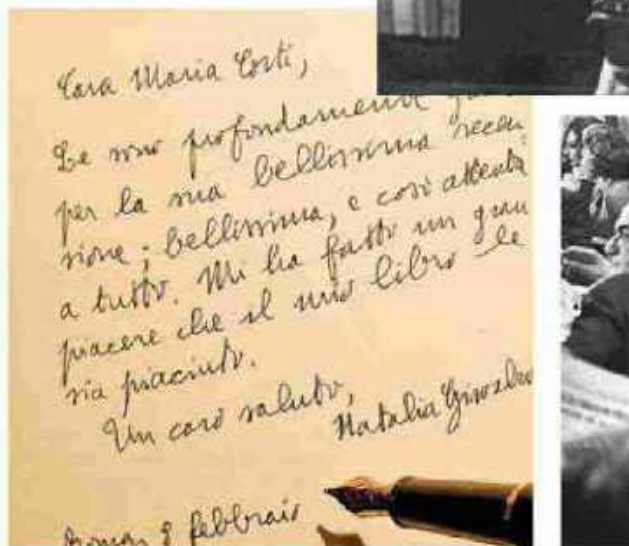 Cara Maria Corti,
Le sono profondamente
per la sua bellissima recen
sione; bellissima, e così attenta
a tutto. Mi ha fatto un gran
piacere che il mio libro le
sia piaciuto.
Un caro saluto,
Natalia
8 febbraio